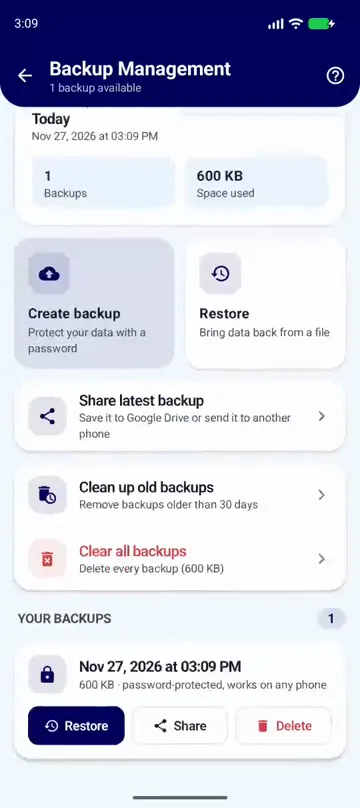 3:09
Backup Management
1 backup available
Today
Nov 27, 2026 at 03:09 PM
1
Backups
600 KB
Space used
Create backup
Protect your data with a
password
Restore
Bring data back from a file
Share latest backup
Save it to Google Drive or send it to another
phone
Clean up old backups
Remove backups older than 30 days
Clear all backups
Delete every backup (600 KB)
YOUR BACKUPS
1
Nov 27, 2026 at 03:09 PM
600 KB · password-protected, works on any phone
Restore
Share
Delete